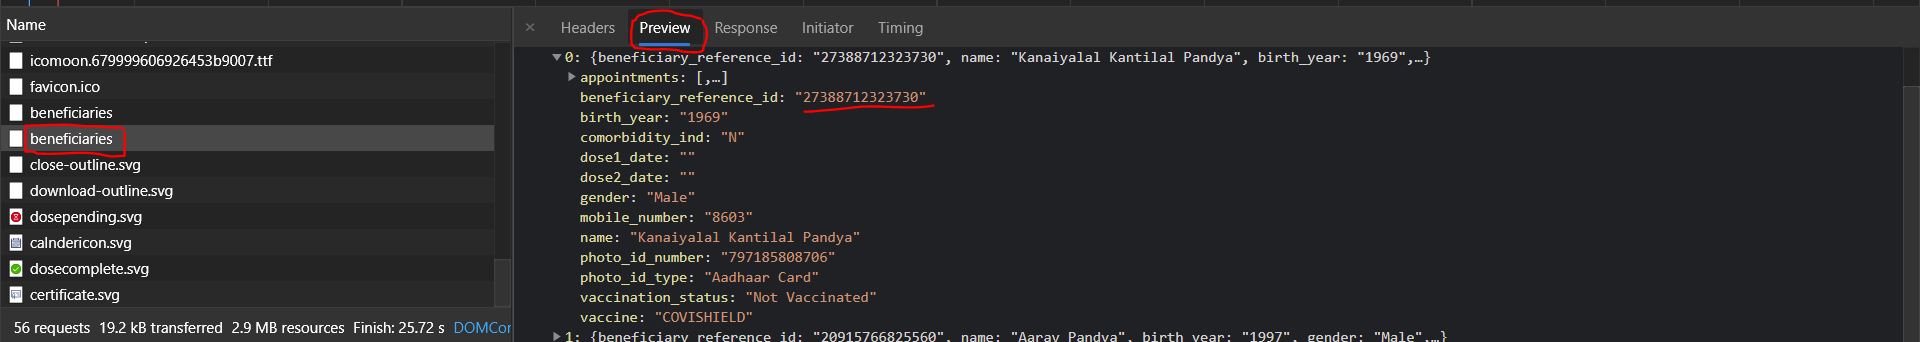 Name
icomoon.679999606926453b9007.ttf
favicon.ico
beneficiaries
beneficiaries
close-outline.svg
download-outline.svg
dosepending.svg
calndericon.svg
dosecomplete.svg
certificate.svg
56 requests 19.2 kB transferred 2.9 MB resources Finish: 25.72 s DOMCor
× Headers Preview Response Initiator Timing
0: {beneficiary_reference_id: "27388712323730", name: "Kanaiyalal Kantilal Pandya", birth_year: "1969",…}
appointments: [,…]
beneficiary_reference_id: "27388712323730"
birth_year: "1969"
comorbidity_ind: "N"
dose1_date: ""
dose2_date: ""
gender: "Male"
mobile_number: "8603"
name: "Kanaiyalal Kantilal Pandya"
photo_id_number: "797185808706"
photo_id_type: "Aadhaar Card"
vaccination_status: "Not Vaccinated"
vaccine: "COVISHIELD"
1: {beneficiary_reference_id: "20915766825560", name: "Aarav Pandya", birth_year: "1997", gender: "Male",…}